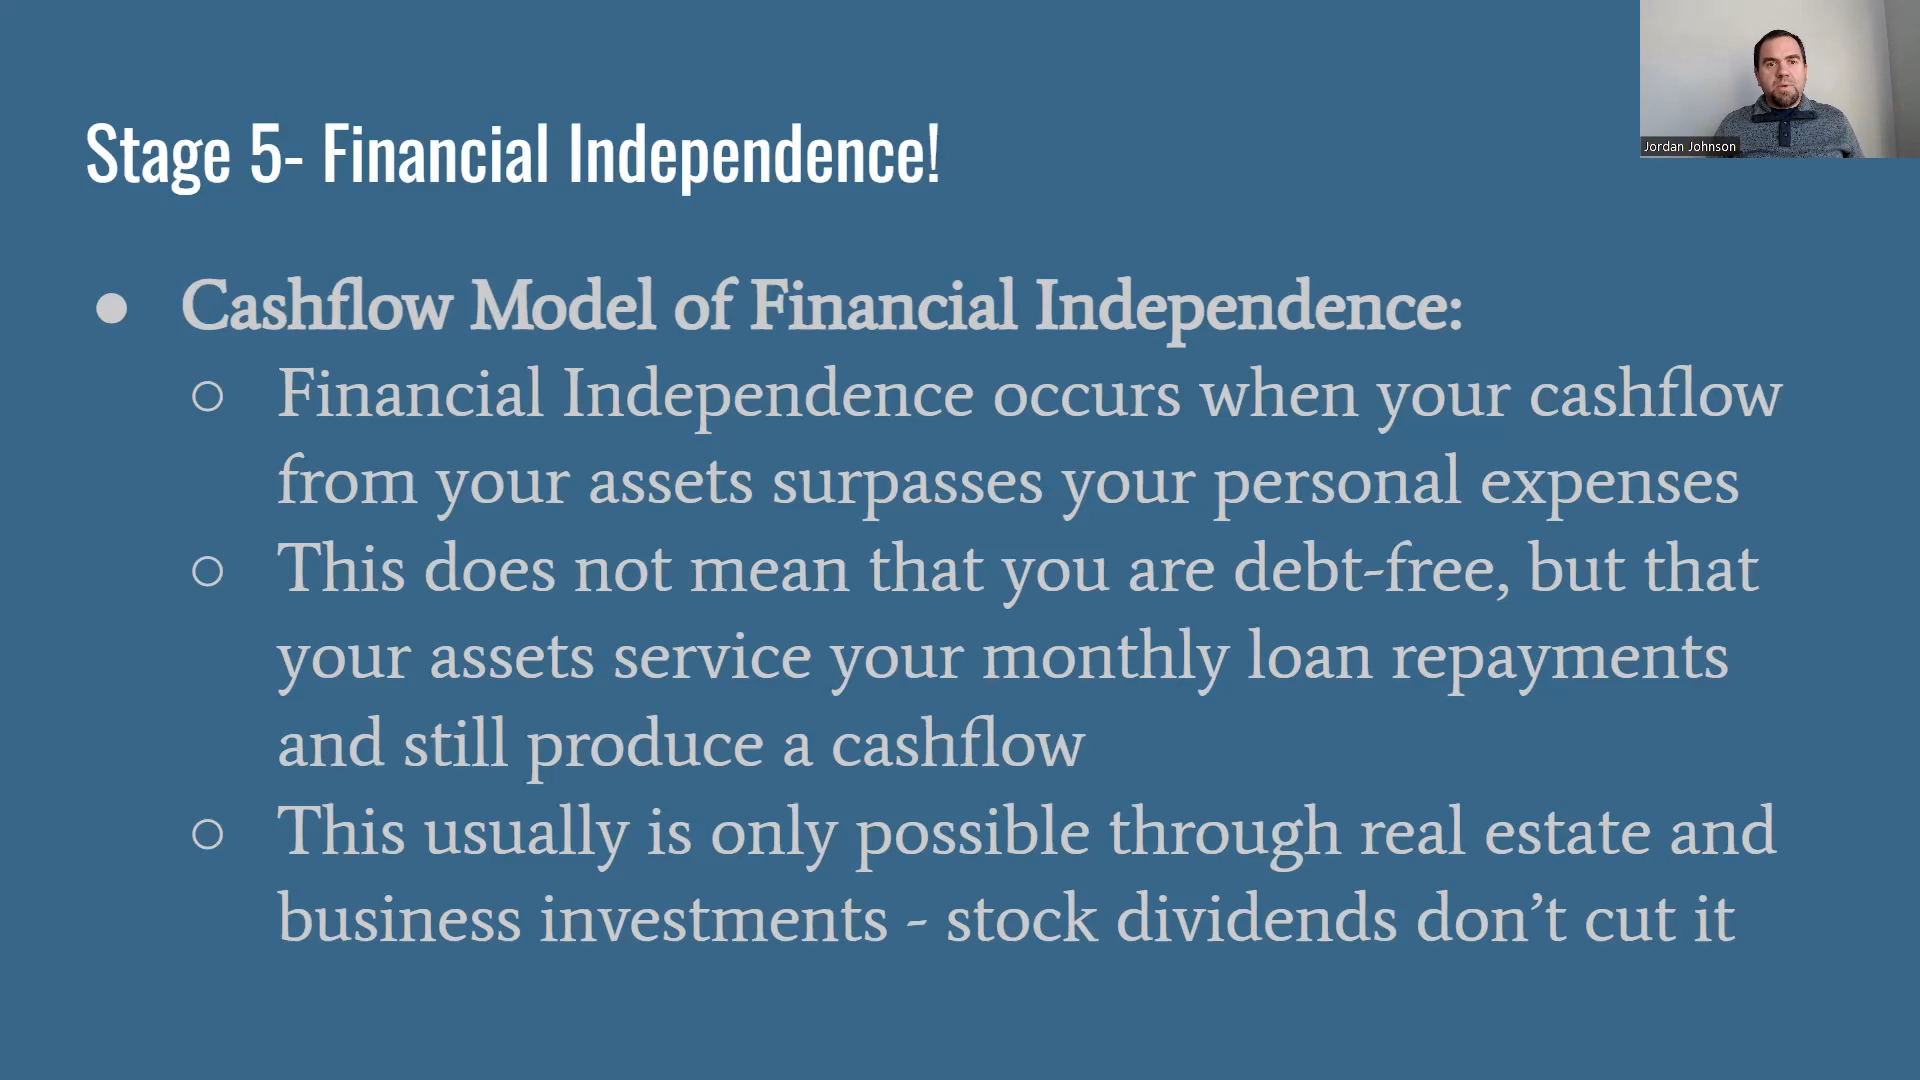 Stage 5- Financial Independence!
Jordan Johnson
● Cashflow Model of Financial Independence:
○ Financial Independence occurs when your cashflow
from your assets surpasses your personal expenses
○ This does not mean that you are debt-free, but that
your assets service your monthly loan repayments
and still produce a cashflow
○ This usually is only possible through real estate and
business investments - stock dividends don’t cut it